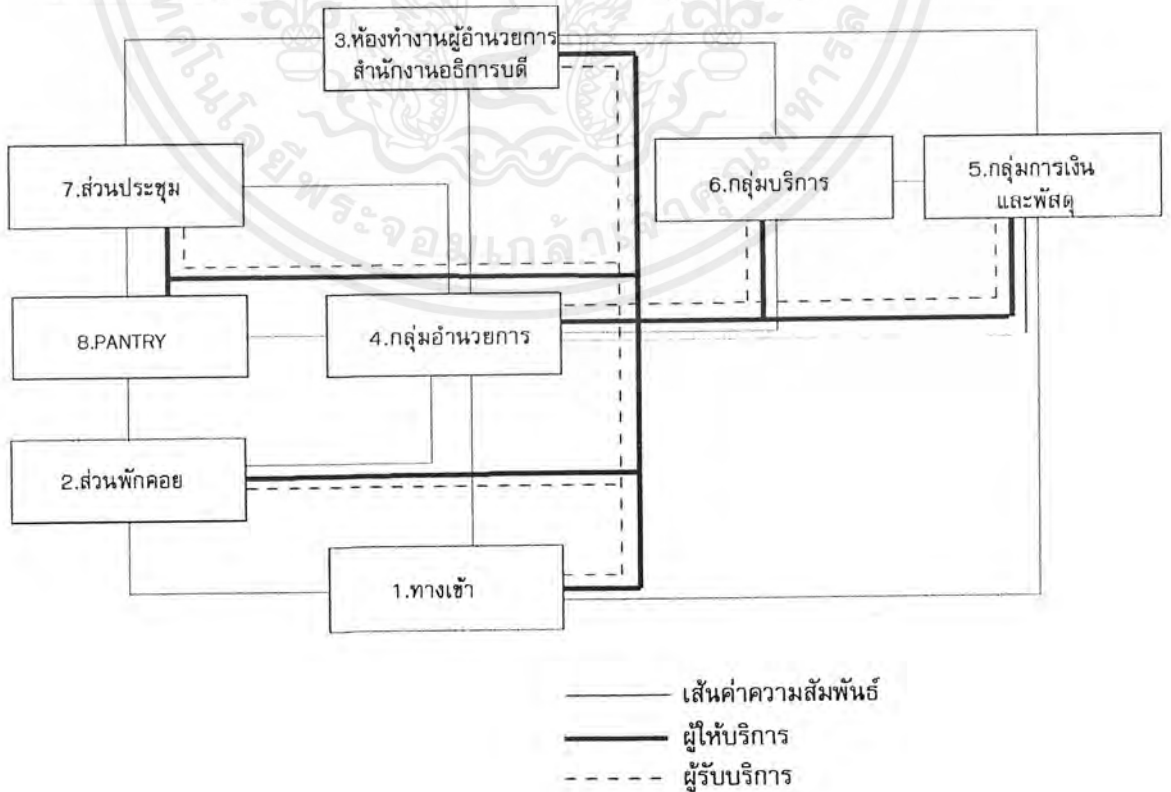 3.ห้องทำงานผู้อำนวยการ
สำนักงานอธิการบดี
7.ส่วนประชุม
6.กลุ่มบริการ
5.กลุ่มการเงิน
และพัสดุ
8.PANTRY
4.กลุ่มอำนวยการ
2.ส่วนพักคอย
1.ทางเข้า
เส้นค่าความสัมพันธ์
ผู้ให้บริการ
ผู้รับบริการ